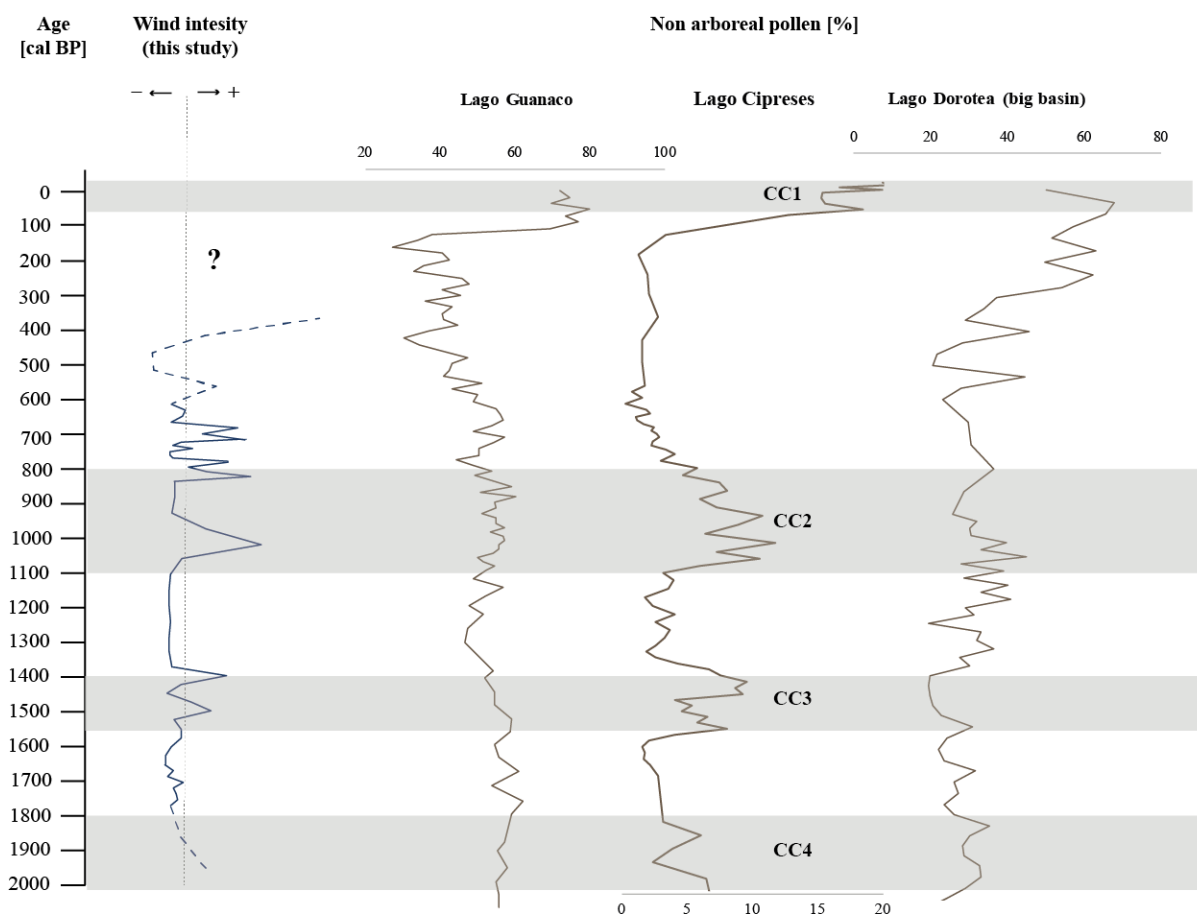 Age
[cal BP]
Wind intesity
(this study)
− ← → +
Non arboreal pollen [%]
Lago Guanaco
Lago Cipreses
Lago Dorotea (big basin)
20 40 60 80 100
0 20 40 60 80
0
100
200
300
400
500
600
700
800
900
1000
1100
1200
1300
1400
1500
1600
1700
1800
1900
2000
?
CC1
CC2
CC3
CC4
0 5 10 15 20